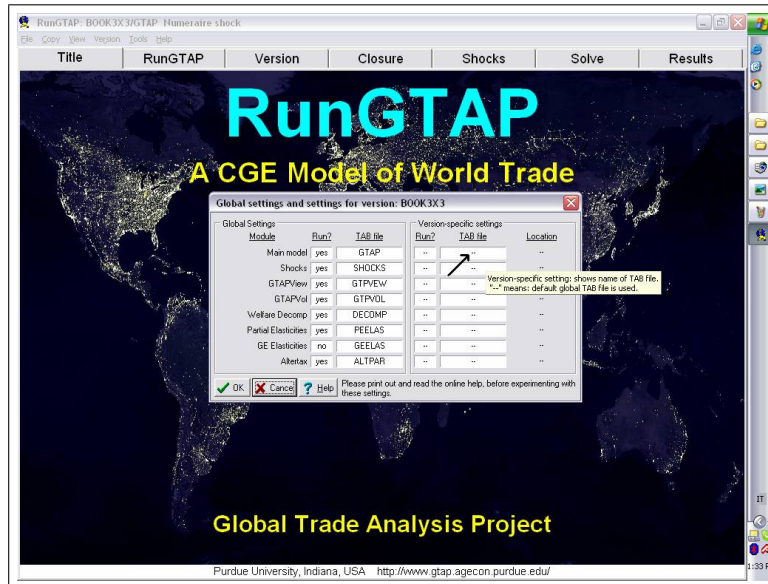 RunGTAP: BOOK3X3/GTAP Numeraire shock
File Copy View Version Tools Help
Title RunGTAP Version Closure Shocks Solve Results
RunGTAP
A CGE Model of World Trade
Global settings and settings for version: BOOK3X3
Global Settings Version-specific settings
Module Run? TAB file Run? TAB file Location
Main model yes GTAP -- -- --
Shocks yes SHOCKS -- -- --
GTAPView yes GTPVEW -- -- --
GTAPVol yes GTPVOL -- -- --
Welfare Decomp yes DECOMP -- -- --
Partial Elasticities yes PEELAS -- -- --
GE Elasticities no GEELAS -- -- --
Altertax yes ALTPAR -- -- --
Version-specific setting: shows name of TAB file.
"--" means: default global TAB file is used.
OK Cancel Help Please print out and read the online help, before experimenting with
these settings.
Global Trade Analysis Project
Purdue University, Indiana, USA http://www.gtap.agecon.purdue.edu/
IT